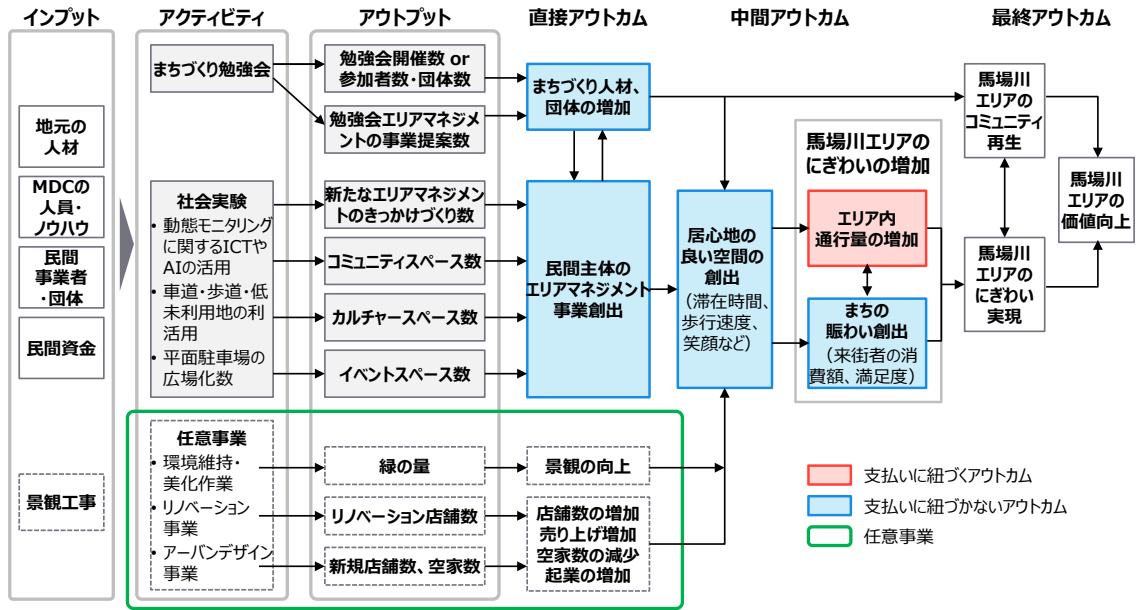 インプット
アクティビティ
アウトプット
直接アウトカム
中間アウトカム
最終アウトカム
地元の
人材
MDCの
人員・
ノウハウ
民間
事業者
・団体
民間資金
景観工事
まちづくり勉強会
社会実験
• 動態モニタリング
に関するICTや
AIの活用
• 車道・歩道・低
未利用地の利
活用
• 平面駐車場の
広場化数
任意事業
• 環境維持・
美化作業
• リノベーション
事業
• アーバンデザイン
事業
勉強会開催数 or
参加者数・団体数
勉強会エリアマネジメ
ントの事業提案数
新たなエリアマネジメン
トのきっかけづくり数
コミュニティスペース数
カルチャースペース数
イベントスペース数
緑の量
リノベーション店舗数
新規店舗数、空家数
まちづくり人材、
団体の増加
民間主体の
エリアマネジメント
事業創出
景観の向上
店舗数の増加
売り上げ増加
空家数の減少
起業の増加
居心地の
良い空間の
創出
（滞在時間、
歩行速度、
笑顔など）
馬場川エリアの
にぎわいの増加
エリア内
通行量の増加
まちの
賑わい創出
（来街者の消
費額、満足度）
馬場川
エリアの
コミュニティ
再生
馬場川
エリアの
にぎわい
実現
馬場川
エリアの
価値向上
支払いに紐づくアウトカム
支払いに紐づかないアウトカム
任意事業